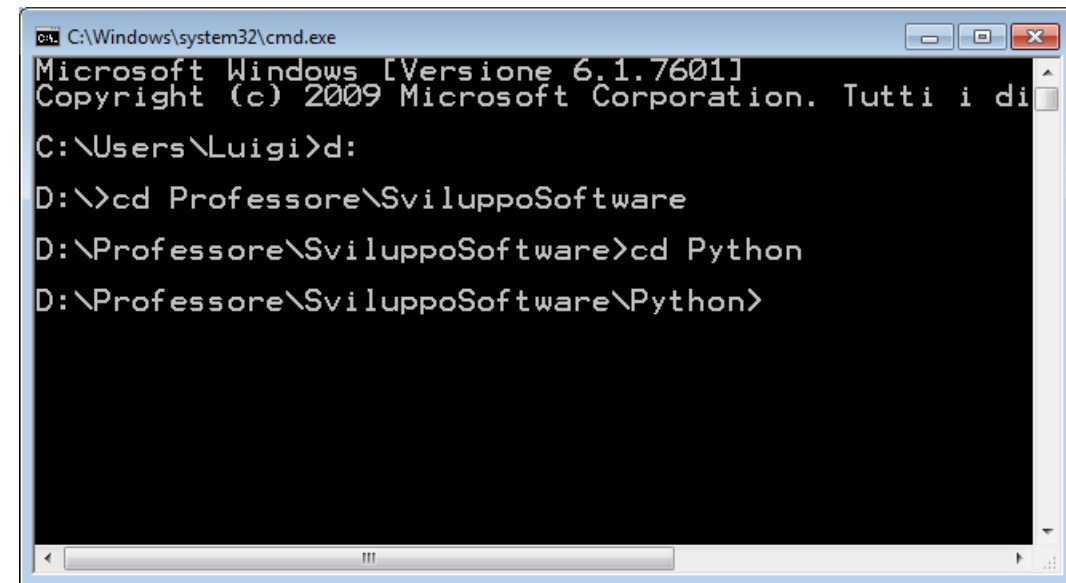 C:\Windows\system32\cmd.exe
Microsoft Windows [Versione 6.1.7601]
Copyright (c) 2009 Microsoft Corporation. Tutti i di
C:\Users\Luigi>d:
D:\>cd Professore\SviluppoSoftware
D:\Professore\SviluppoSoftware>cd Python
D:\Professore\SviluppoSoftware\Python>